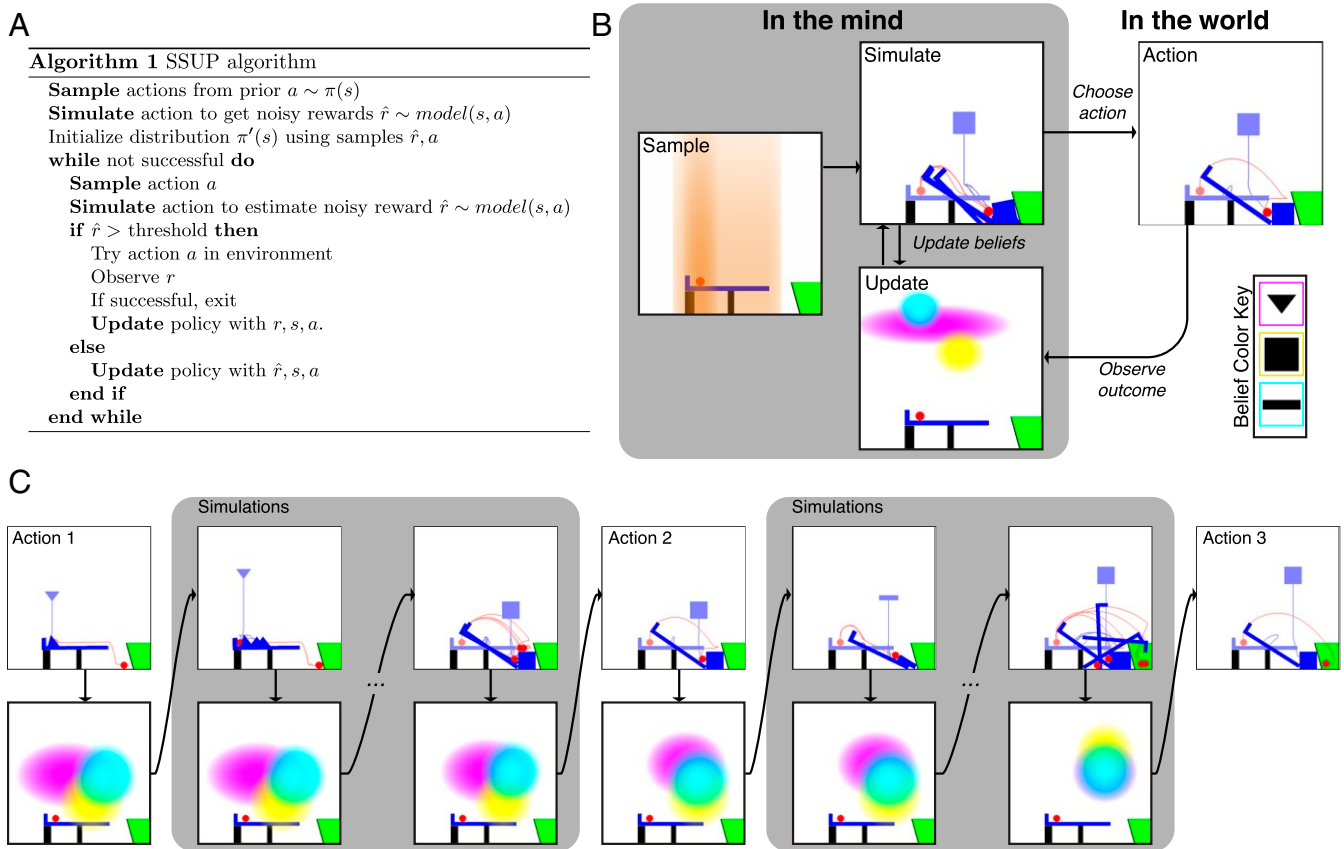 A
Algorithm 1 SSUP algorithm
Sample actions from prior a ∼ π(s)
Simulate action to get noisy rewards r̂ ∼ model(s, a)
Initialize distribution π′(s) using samples r̂, a
while not successful do
Sample action a
Simulate action to estimate noisy reward r̂ ∼ model(s, a)
if r̂ > threshold then
Try action a in environment
Observe r
If successful, exit
Update policy with r, s, a.
else
Update policy with r̂, s, a
end if
end while
B
In the mind
In the world
Sample
Simulate
Choose
action
Action
Update beliefs
Update
Observe
outcome
Belief Color Key
C
Simulations
Simulations
Action 1
Action 2
Action 3
...
...